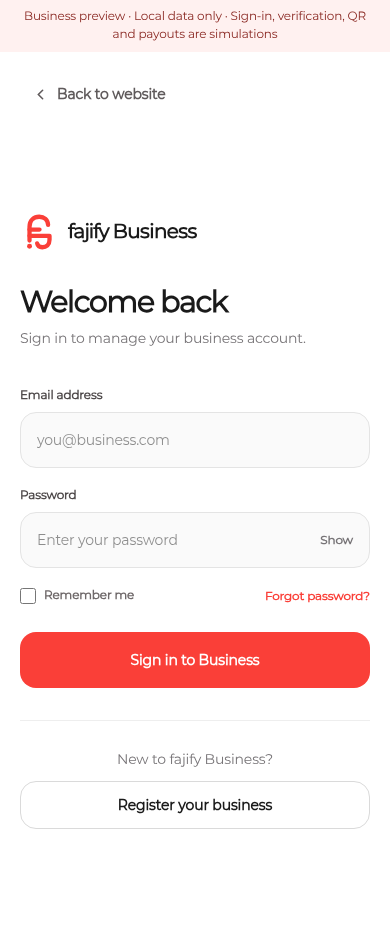 Business preview · Local data only · Sign-in, verification, QR
and payouts are simulations
Back to website
fajify Business
Welcome back
Sign in to manage your business account.
Email address
you@business.com
Password
Enter your password
Show
Remember me
Forgot password?
Sign in to Business
New to fajify Business?
Register your business